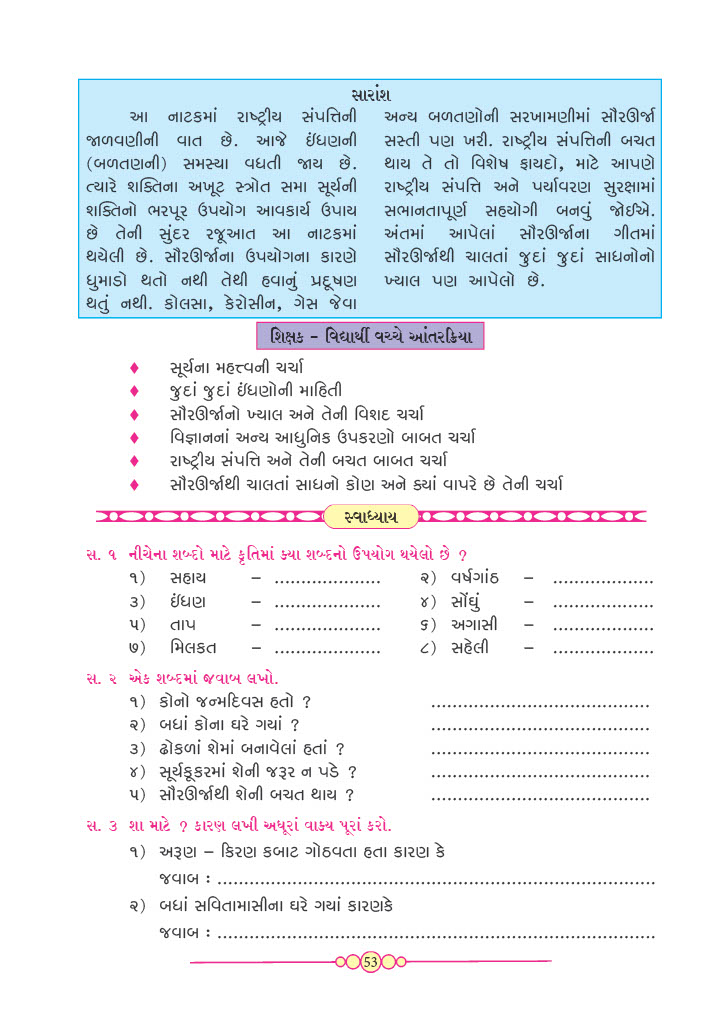 સારાંશ
આ નાટકમાં રાષ્ટ્રીય સંપત્તિની
જાળવણીની વાત છે. આજે ઈંધણની
(બળતણની) સમસ્યા વધતી જાય છે.
ત્યારે શક્તિના અખૂટ સ્ત્રોત સમા સૂર્યની
શક્તિનો ભરપૂર ઉપયોગ આવકાર્ય ઉપાય
છે તેની સુંદર રજૂઆત આ નાટકમાં
થયેલી છે. સૌરઊર્જાના ઉપયોગના કારણે
ધુમાડો થતો નથી તેથી હવાનું પ્રદૂષણ
થતું નથી. કોલસા, કેરોસીન, ગેસ જેવા
અન્ય બળતણોની સરખામણીમાં સૌરઊર્જા
સસ્તી પણ ખરી. રાષ્ટ્રીય સંપત્તિની બચત
થાય તે તો વિશેષ ફાયદો, માટે આપણે
રાષ્ટ્રીય સંપત્તિ અને પર્યાવરણ સુરક્ષામાં
સભાનતાપૂર્ણ સહયોગી બનવું જોઈએ.
અંતમાં આપેલાં સૌરઊર્જાના ગીતમાં
સૌરઊર્જાથી ચાલતાં જુદાં જુદાં સાધનોનો
ખ્યાલ પણ આપેલો છે.
શિક્ષક - વિદ્યાર્થી વચ્ચે આંતરક્રિયા
♦ સૂર્યના મહત્ત્વની ચર્ચા
♦ જુદાં જુદાં ઈંધણોની માહિતી
♦ સૌરઊર્જાનો ખ્યાલ અને તેની વિશદ ચર્ચા
♦ વિજ્ઞાનનાં અન્ય આધુનિક ઉપકરણો બાબત ચર્ચા
♦ રાષ્ટ્રીય સંપત્તિ અને તેની બચત બાબત ચર્ચા
♦ સૌરઊર્જાથી ચાલતાં સાધનો કોણ અને ક્યાં વાપરે છે તેની ચર્ચા
સ્વાધ્યાય
સ. ૧ નીચેના શબ્દો માટે કૃતિમાં ક્યા શબ્દનો ઉપયોગ થયેલો છે ?
૧) સહાય – .................... ૨) વર્ષગાંઠ – ...................
૩) ઈંધણ – .................... ૪) સોંઘું – ...................
૫) તાપ – .................... ૬) અગાસી – ...................
૭) મિલકત – .................... ૮) સહેલી – ...................
સ. ૨ એક શબ્દમાં જવાબ લખો.
૧) કોનો જન્મદિવસ હતો ? .........................................
૨) બધાં કોના ઘરે ગયાં ? .........................................
૩) ઢોકળાં શેમાં બનાવેલાં હતાં ? .........................................
૪) સૂર્યકૂકરમાં શેની જરૂર ન પડે ? .........................................
૫) સૌરઊર્જાથી શેની બચત થાય ? .........................................
સ. ૩ શા માટે ? કારણ લખી અધૂરાં વાક્ય પૂરાં કરો.
૧) અરૂણ – કિરણ કબાટ ગોઠવતા હતા કારણ કે
જવાબ : ..................................................................................
૨) બધાં સવિતામાસીના ઘરે ગયાં કારણકે
જવાબ : ..................................................................................
53